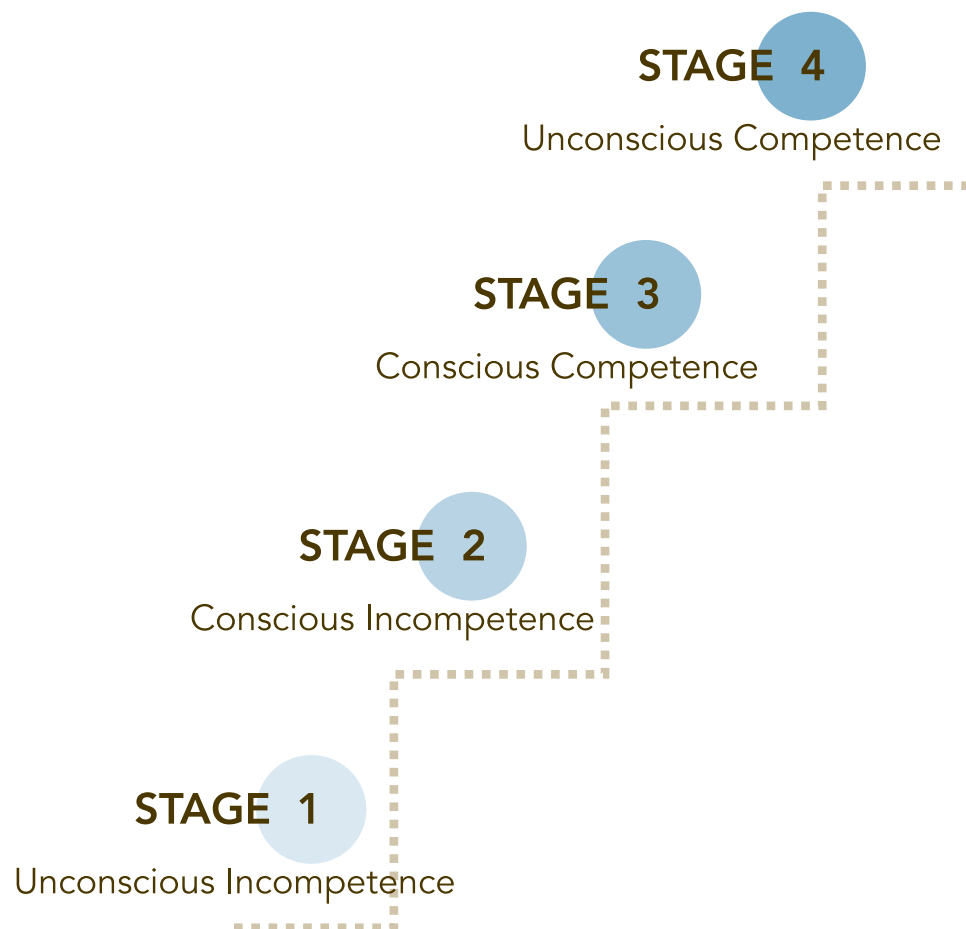 STAGE 4
Unconscious Competence
STAGE 3
Conscious Competence
STAGE 2
Conscious Incompetence
STAGE 1
Unconscious Incompetence